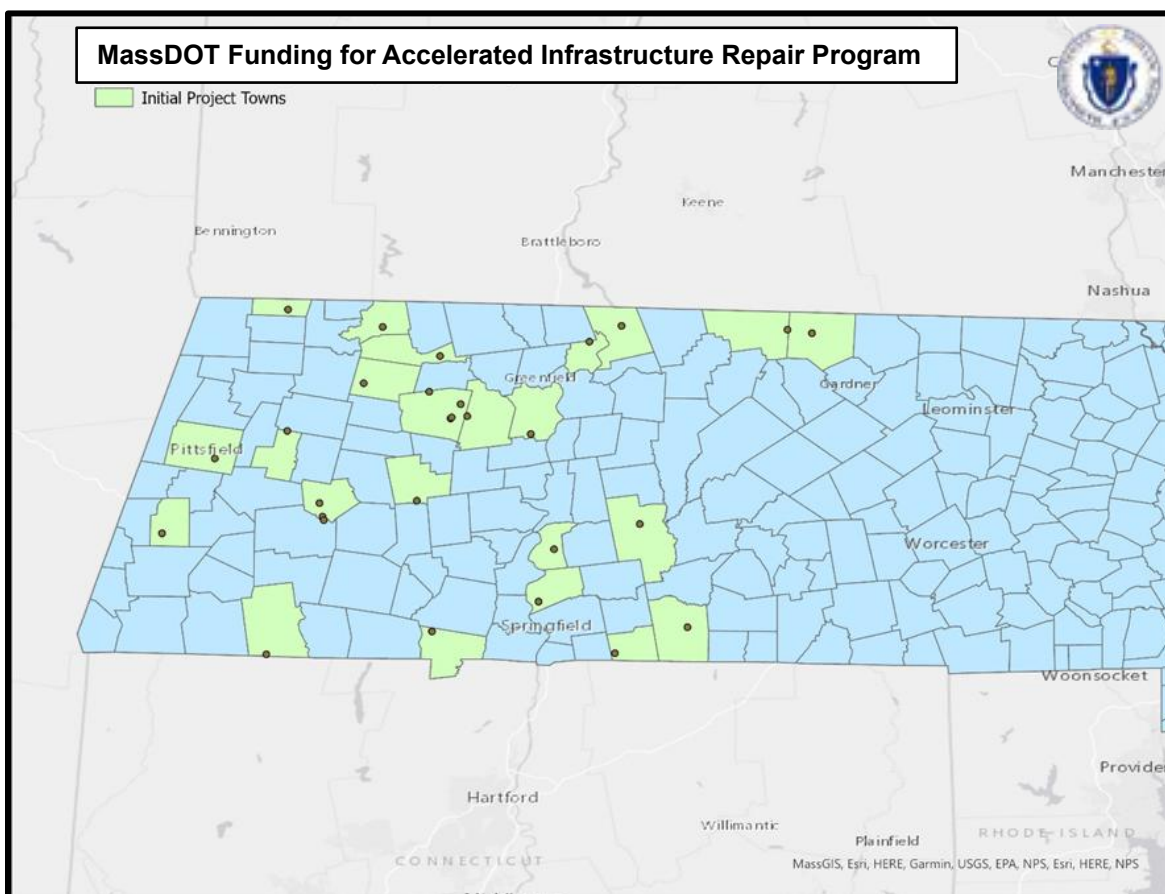 MassDOT Funding for Accelerated Infrastructure Repair Program
Initial Project Towns
Manchester
Keene
Bennington
Brattleboro
Nashua
Greenfield
Gardner
Leominster
Pittsfield
Worcester
Springfield
Woonsocket
Hartford
Willimantic
Plainfield
RHODE ISLAND
CONNECTICUT
MassGIS, Esri, HERE, Garmin, USGS, EPA, NPS, Esri, HERE, NPS